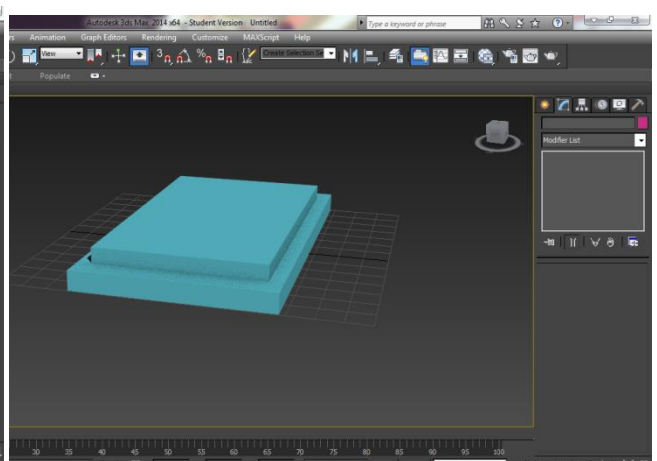 Autodesk 3ds Max 2014 x64 - Student Version Untitled
Type a keyword or phrase
Animation Graph Editors Rendering Customize MAXScript Help
View
Create Selection Se
Populate
Modifier List
30 35 40 45 50 55 60 65 70 75 80 85 90 95 100